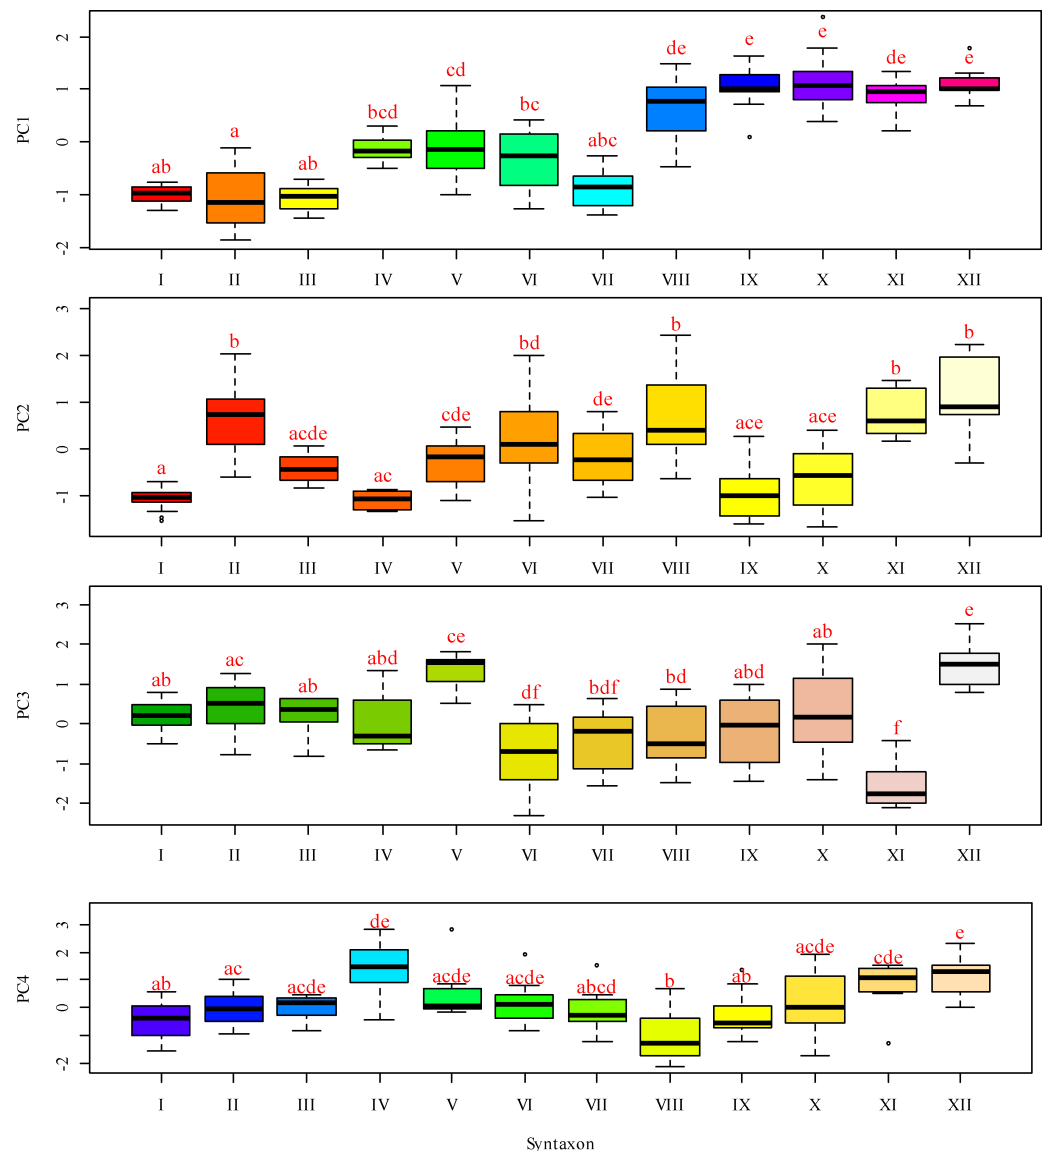 PC1
2
1
0
-1
-2
ab
a
ab
bcd
cd
bc
abc
de
e
e
de
e
I II III IV V VI VII VIII IX X XI XII
PC2
3
2
1
0
-1
a
b
acde
ac
cde
bd
de
b
ace
ace
b
b
I II III IV V VI VII VIII IX X XI XII
PC3
3
2
1
0
-1
-2
ab
ac
ab
abd
ce
df
bdf
bd
abd
ab
f
e
I II III IV V VI VII VIII IX X XI XII
PC4
3
2
1
0
-2
ab
ac
acde
de
acde
acde
abcd
b
ab
acde
cde
e
I II III IV V VI VII VIII IX X XI XII
Syntaxon